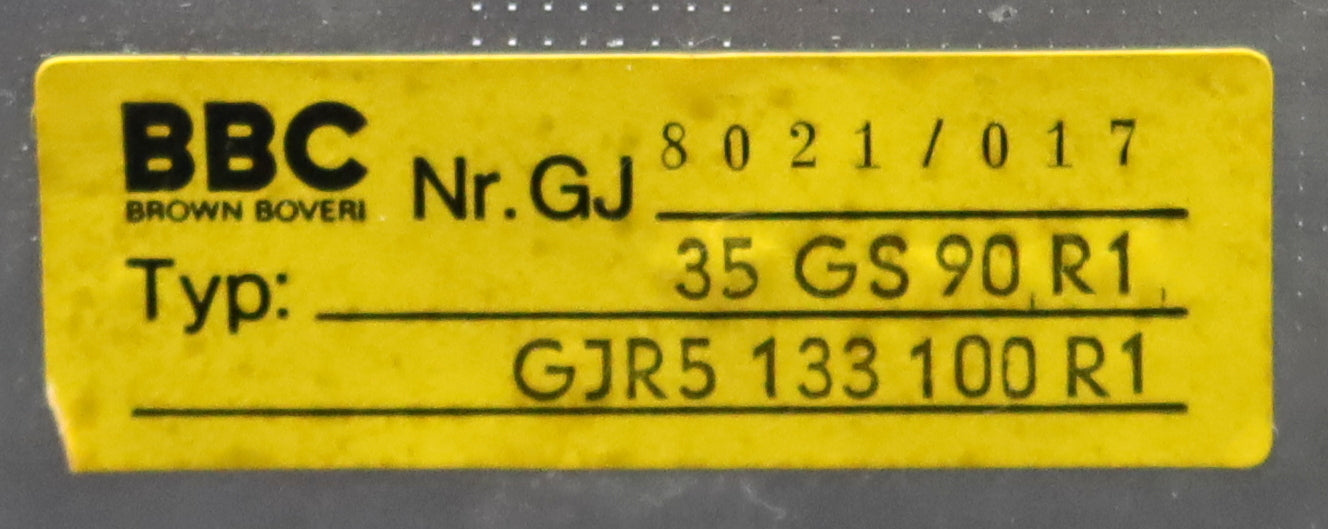 BBC
BROWN BOVERI
Nr. GJ 8021/017
Typ: 35 GS 90 R1
GJR5 133 100 R1